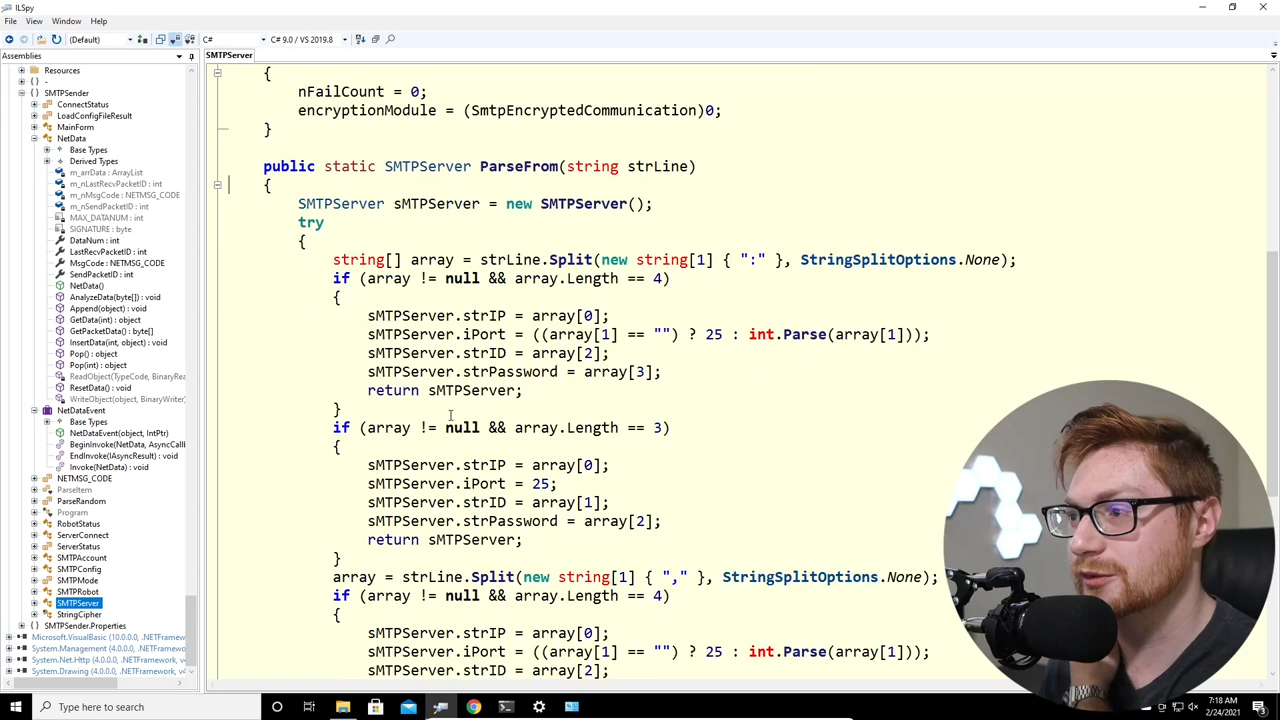 ILSpy
File View Window Help
(Default) C# C# 9.0 / VS 2019.8
Assemblies
SMTPServer
Resources
{ } -
{ } SMTPSender
ConnectStatus
LoadConfigFileResult
MainForm
NetData
Base Types
Derived Types
m_arrData : ArrayList
m_nLastRecvPacketID : int
m_nMsgCode : NETMSG_CODE
m_nSendPacketID : int
MAX_DATANUM : int
SIGNATURE : byte
DataNum : int
LastRecvPacketID : int
MsgCode : NETMSG_CODE
SendPacketID : int
NetData()
AnalyzeData(byte[]) : void
Append(object) : void
GetData(int) : object
GetPacketData() : byte[]
InsertData(int, object) : void
Pop() : object
Pop(int) : object
ReadObject(TypeCode, BinaryRea
ResetData() : void
WriteObject(object, BinaryWriter)
NetDataEvent
Base Types
NetDataEvent(object, IntPtr)
BeginInvoke(NetData, AsyncCallb
EndInvoke(IAsyncResult) : void
Invoke(NetData) : void
NETMSG_CODE
ParseItem
ParseRandom
Program
RobotStatus
ServerConnect
ServerStatus
SMTPAccount
SMTPConfig
SMTPMode
SMTPRobot
SMTPServer
StringCipher
{ } SMTPSender.Properties
Microsoft.VisualBasic (10.0.0.0, .NETFramew
System.Management (4.0.0.0, .NETFramewo
System.Net.Http (4.0.0.0, .NETFramework, v
System.Drawing (4.0.0.0, .NETFramework, v4
{
nFailCount = 0;
encryptionModule = (SmtpEncryptedCommunication)0;
}
public static SMTPServer ParseFrom(string strLine)
{
SMTPServer sMTPServer = new SMTPServer();
try
{
string[] array = strLine.Split(new string[1] { ":" }, StringSplitOptions.None);
if (array != null && array.Length == 4)
{
sMTPServer.strIP = array[0];
sMTPServer.iPort = ((array[1] == "") ? 25 : int.Parse(array[1]));
sMTPServer.strID = array[2];
sMTPServer.strPassword = array[3];
return sMTPServer;
}
if (array != null && array.Length == 3)
{
sMTPServer.strIP = array[0];
sMTPServer.iPort = 25;
sMTPServer.strID = array[1];
sMTPServer.strPassword = array[2];
return sMTPServer;
}
array = strLine.Split(new string[1] { "," }, StringSplitOptions.None);
if (array != null && array.Length == 4)
{
sMTPServer.strIP = array[0];
sMTPServer.iPort = ((array[1] == "") ? 25 : int.Parse(array[1]));
sMTPServer.strID = array[2];
Type here to search
7:18 AM
2/24/2021